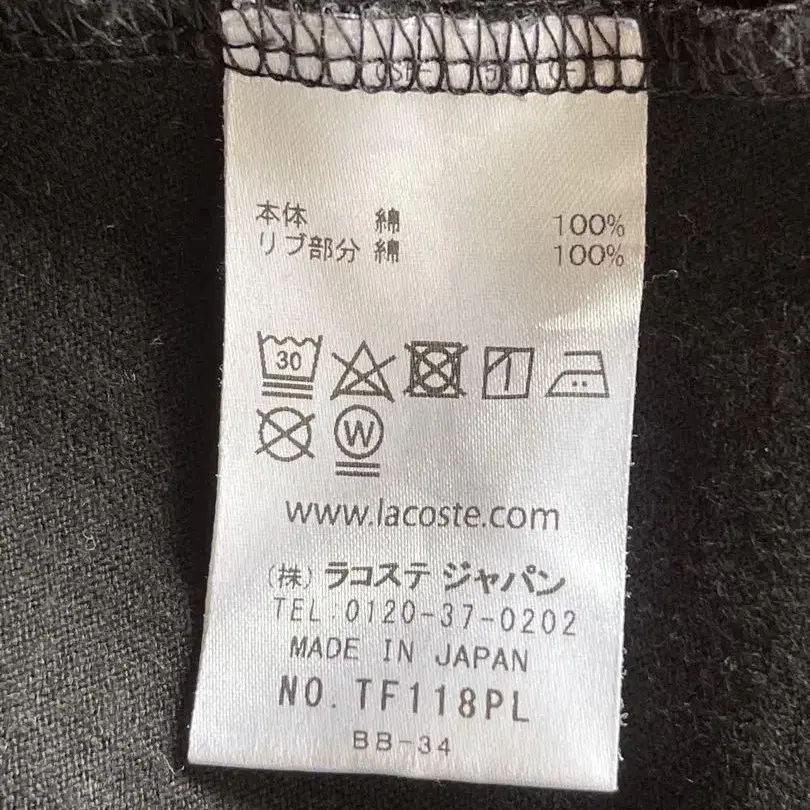 本体 綿 100%
リブ部分 綿 100%
30
W
www.lacoste.com
(株)ラコステ ジャパン
TEL:0120-37-0202
MADE IN JAPAN
NO. TF118PL
BB-34